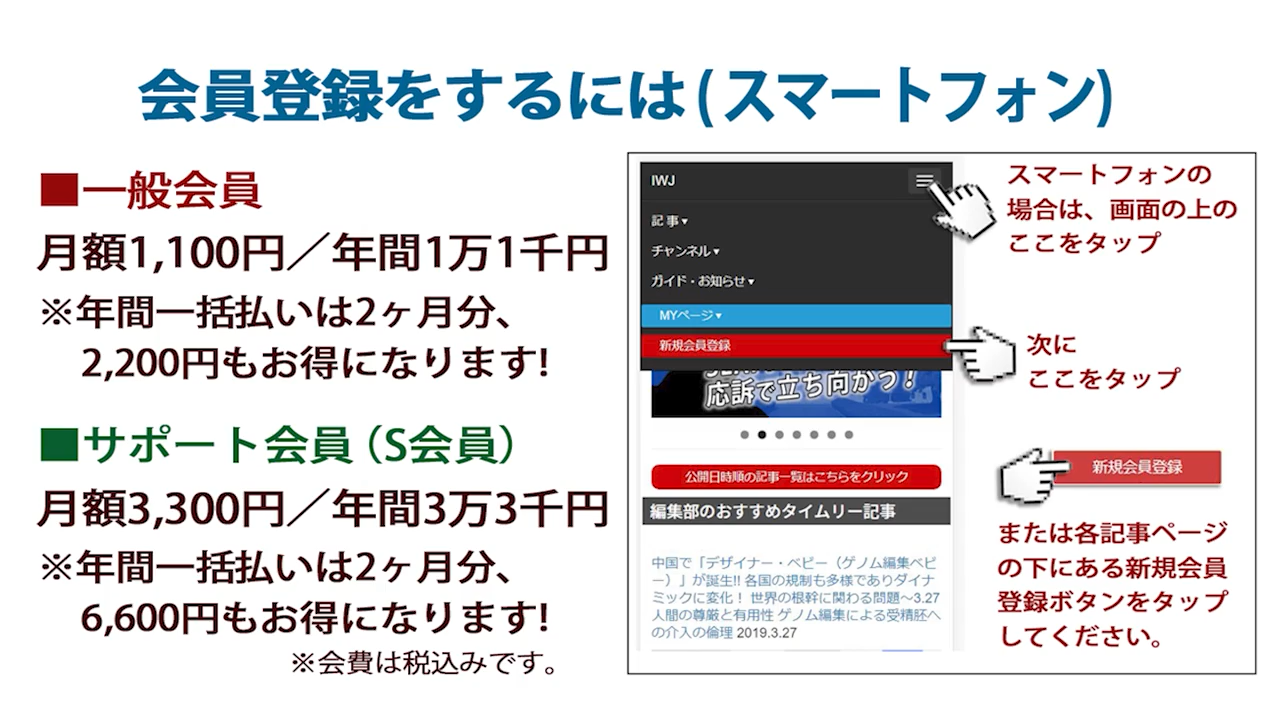 会員登録をするには(スマートフォン)
■一般会員
月額1,100円／年間1万1千円
※年間一括払いは2ヶ月分、
2,200円もお得になります!
■サポート会員（S会員）
月額3,300円／年間3万3千円
※年間一括払いは2ヶ月分、
6,600円もお得になります!
※会費は税込みです。
IWJ
記事▾
チャンネル▾
ガイド・お知らせ▾
MYページ▾
新規会員登録
応訴で立ち向かう！
公開日時順の記事一覧はこちらをクリック
編集部のおすすめタイムリー記事
中国で「デザイナー・ベビー（ゲノム編集ベビ
ー）」が誕生!! 各国の規制も多様でありダイナ
ミックに変化！ 世界の根幹に関わる問題～3.27
人間の尊厳と有用性 ゲノム編集による受精胚へ
の介入の倫理 2019.3.27
スマートフォンの
場合は、画面の上の
ここをタップ
次に
ここをタップ
新規会員登録
または各記事ページ
の下にある新規会員
登録ボタンをタップ
してください。